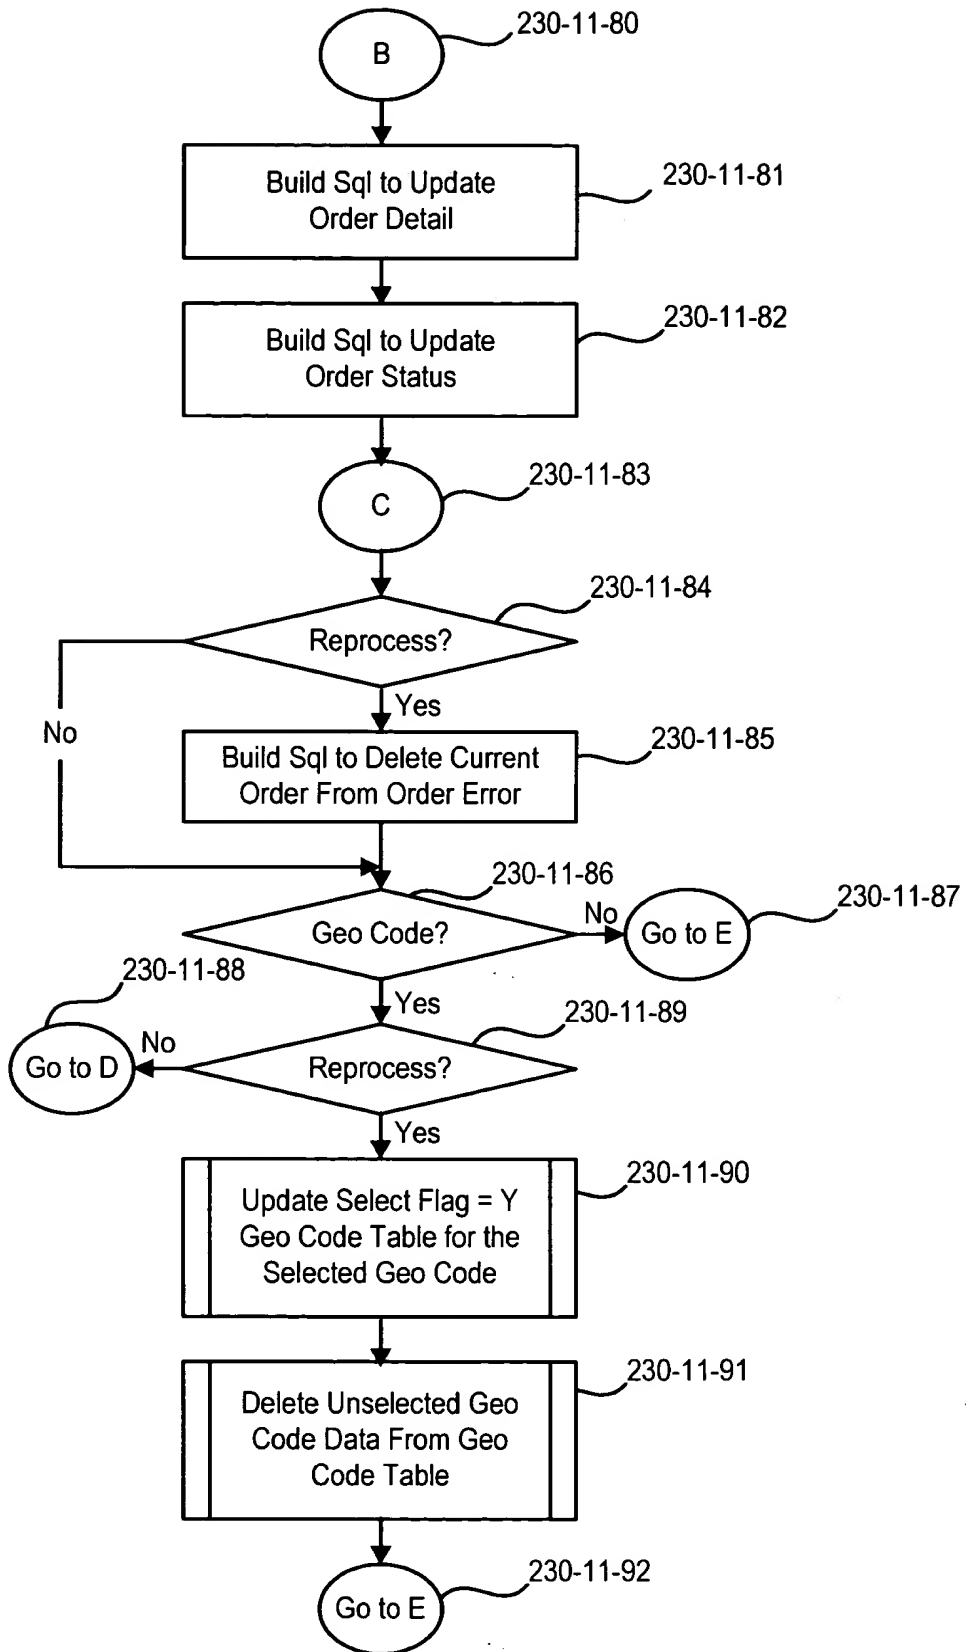 230-11-80
B
230-11-81
Build Sql to Update
Order Detail
230-11-82
Build Sql to Update
Order Status
230-11-83
C
230-11-84
Reprocess?
Yes
No
230-11-85
Build Sql to Delete Current
Order From Order Error
230-11-86
230-11-87
Geo Code?
No
Go to E
230-11-88
Yes
230-11-89
Go to D
No
Reprocess?
Yes
230-11-90
Update Select Flag = Y
Geo Code Table for the
Selected Geo Code
230-11-91
Delete Unselected Geo
Code Data From Geo
Code Table
230-11-92
Go to E